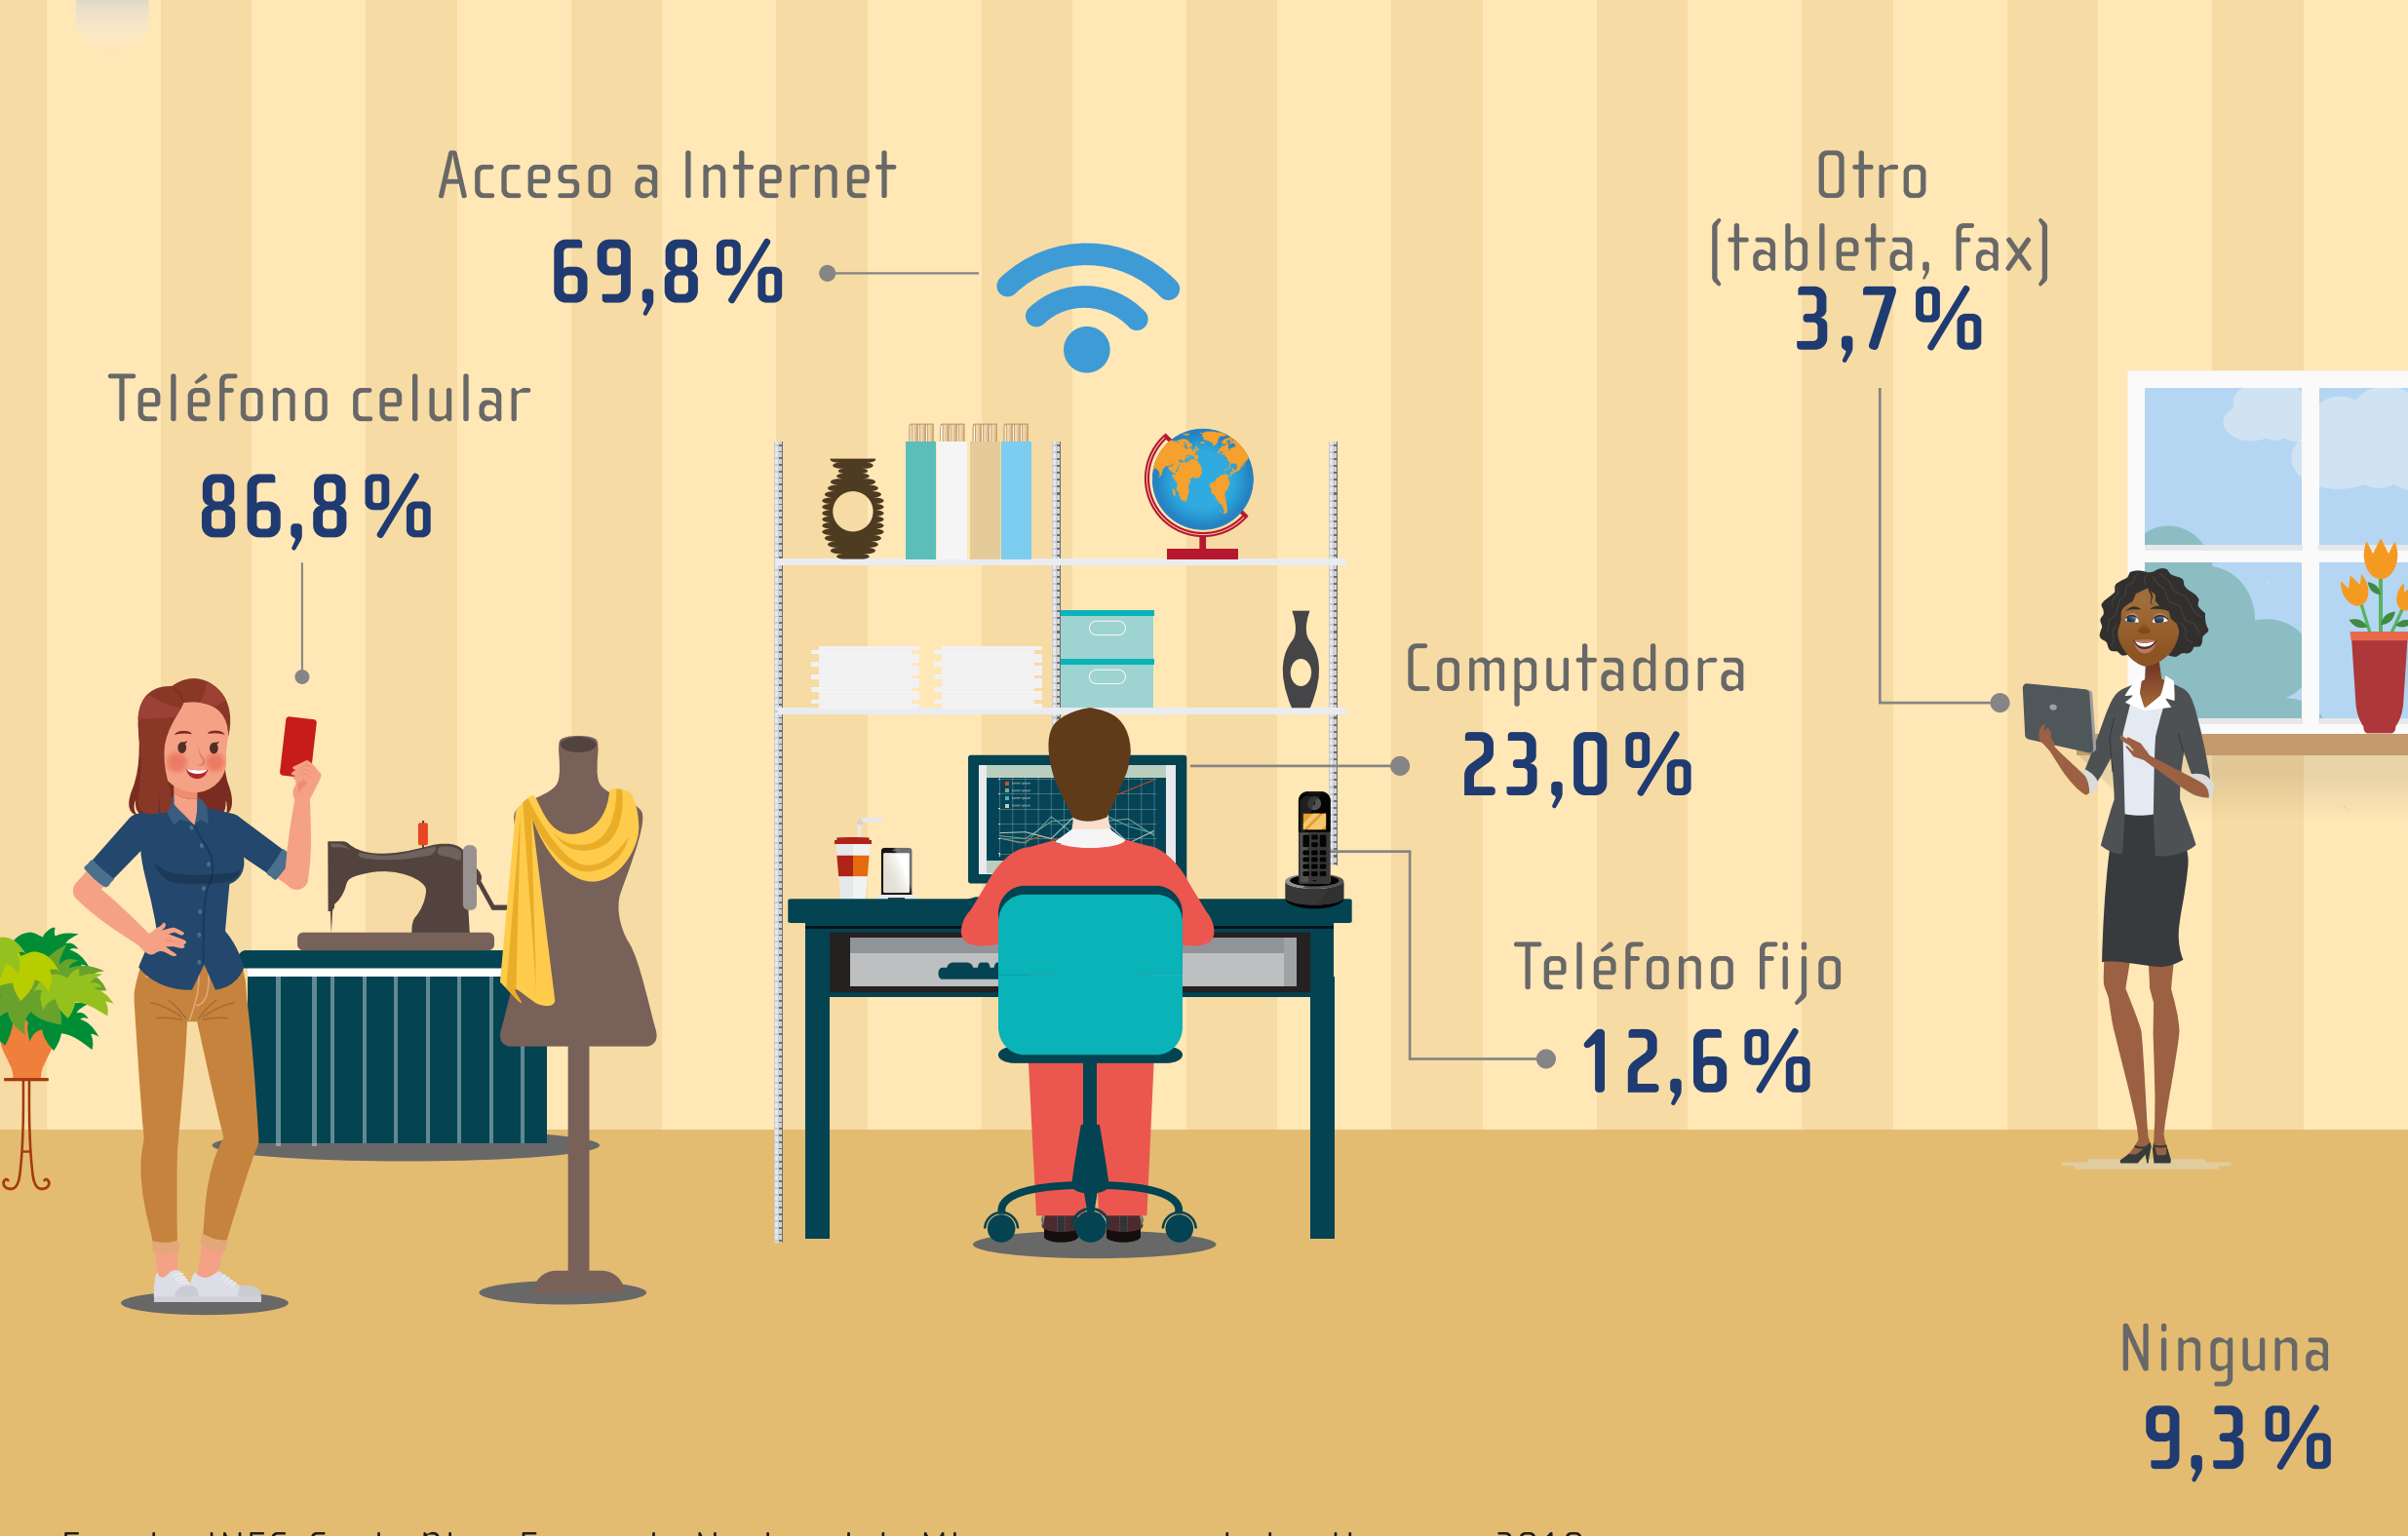 Acceso a Internet
69,8%
Otro
(tableta, fax)
3,7%
Teléfono celular
86,8%
Computadora
23,0%
Teléfono fijo
12,6%
Ninguna
9,3%